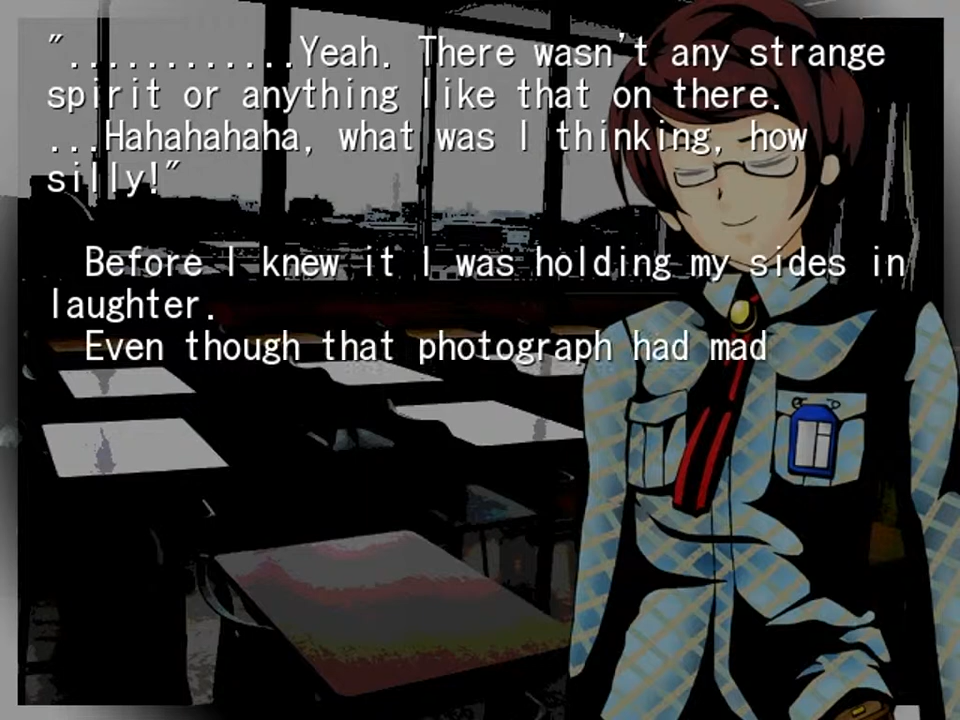 "............Yeah. There wasn't any strange
spirit or anything like that on there.
...Hahahahaha, what was I thinking, how
silly!"
Before I knew it I was holding my sides in
laughter.
Even though that photograph had mad